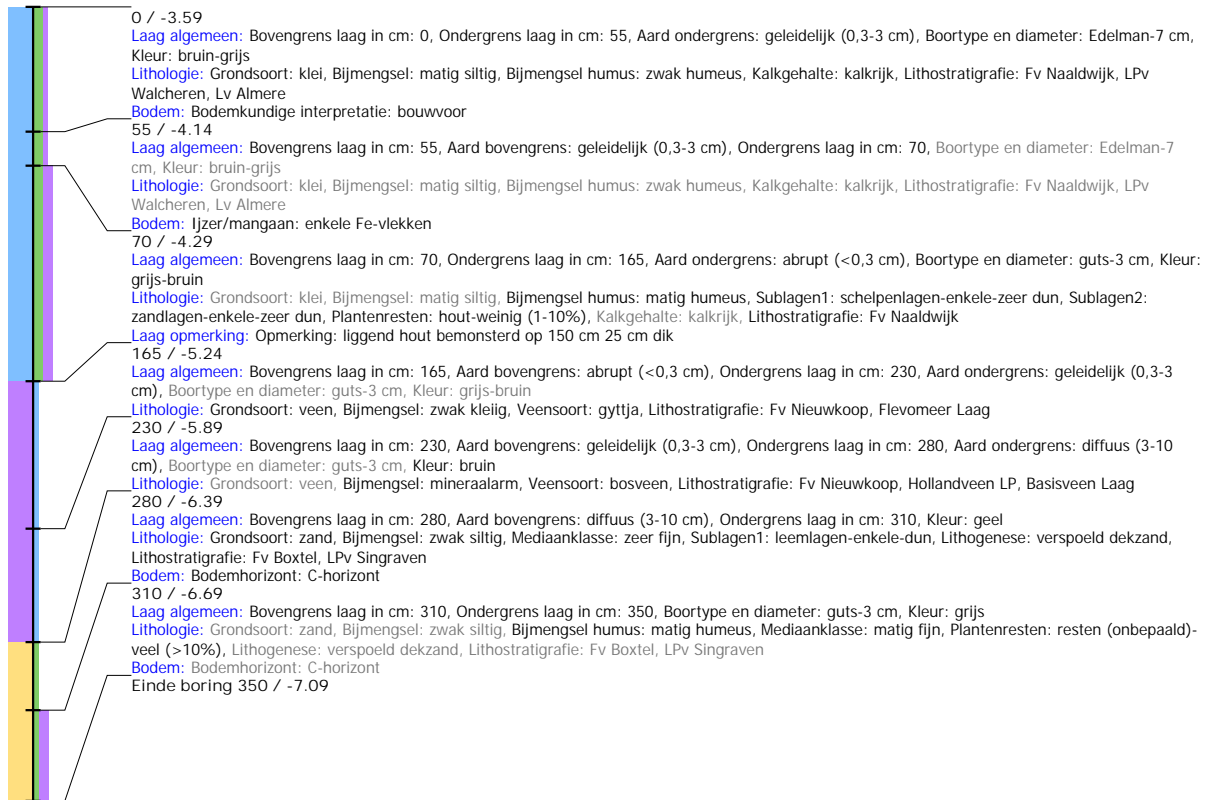 0 / -3.59
Laag algemeen: Bovengrens laag in cm: 0, Ondergrens laag in cm: 55, Aard ondergrens: geleidelijk (0,3-3 cm), Boortype en diameter: Edelman-7 cm,
Kleur: bruin-grijs
Lithologie: Grondsoort: klei, Bijmengsel: matig siltig, Bijmengsel humus: zwak humeus, Kalkgehalte: kalkrijk, Lithostratigrafie: Fv Naaldwijk, LPv
Walcheren, Lv Almere
Bodem: Bodemkundige interpretatie: bouwvoor
55 / -4.14
Laag algemeen: Bovengrens laag in cm: 55, Aard bovengrens: geleidelijk (0,3-3 cm), Ondergrens laag in cm: 70, Boortype en diameter: Edelman-7
cm, Kleur: bruin-grijs
Lithologie: Grondsoort: klei, Bijmengsel: matig siltig, Bijmengsel humus: zwak humeus, Kalkgehalte: kalkrijk, Lithostratigrafie: Fv Naaldwijk, LPv
Walcheren, Lv Almere
Bodem: Ijzer/mangaan: enkele Fe-vlekken
70 / -4.29
Laag algemeen: Bovengrens laag in cm: 70, Ondergrens laag in cm: 165, Aard ondergrens: abrupt (<0,3 cm), Boortype en diameter: guts-3 cm, Kleur:
grijs-bruin
Lithologie: Grondsoort: klei, Bijmengsel: matig siltig, Bijmengsel humus: matig humeus, Sublagen1: schelpenlagen-enkele-zeer dun, Sublagen2:
zandlagen-enkele-zeer dun, Plantenresten: hout-weinig (1-10%), Kalkgehalte: kalkrijk, Lithostratigrafie: Fv Naaldwijk
Laag opmerking: Opmerking: liggend hout bemonsterd op 150 cm 25 cm dik
165 / -5.24
Laag algemeen: Bovengrens laag in cm: 165, Aard bovengrens: abrupt (<0,3 cm), Ondergrens laag in cm: 230, Aard ondergrens: geleidelijk (0,3-3
cm), Boortype en diameter: guts-3 cm, Kleur: grijs-bruin
Lithologie: Grondsoort: veen, Bijmengsel: zwak kleiig, Veensoort: gyttja, Lithostratigrafie: Fv Nieuwkoop, Flevomeer Laag
230 / -5.89
Laag algemeen: Bovengrens laag in cm: 230, Aard bovengrens: geleidelijk (0,3-3 cm), Ondergrens laag in cm: 280, Aard ondergrens: diffuus (3-10
cm), Boortype en diameter: guts-3 cm, Kleur: bruin
Lithologie: Grondsoort: veen, Bijmengsel: mineraalarm, Veensoort: bosveen, Lithostratigrafie: Fv Nieuwkoop, Hollandveen LP, Basisveen Laag
280 / -6.39
Laag algemeen: Bovengrens laag in cm: 280, Aard bovengrens: diffuus (3-10 cm), Ondergrens laag in cm: 310, Kleur: geel
Lithologie: Grondsoort: zand, Bijmengsel: zwak siltig, Mediaanklasse: zeer fijn, Sublagen1: leemlagen-enkele-dun, Lithogenese: verspoeld dekzand,
Lithostratigrafie: Fv Boxtel, LPv Singraven
Bodem: Bodemhorizont: C-horizont
310 / -6.69
Laag algemeen: Bovengrens laag in cm: 310, Ondergrens laag in cm: 350, Boortype en diameter: guts-3 cm, Kleur: grijs
Lithologie: Grondsoort: zand, Bijmengsel: zwak siltig, Bijmengsel humus: matig humeus, Mediaanklasse: matig fijn, Plantenresten: resten (onbepaald)-
veel (>10%), Lithogenese: verspoeld dekzand, Lithostratigrafie: Fv Boxtel, LPv Singraven
Bodem: Bodemhorizont: C-horizont
Einde boring 350 / -7.09